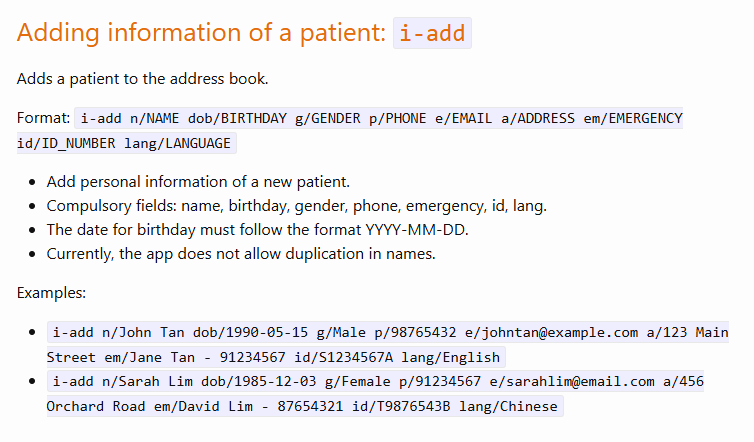 Adding information of a patient: i-add
Adds a patient to the address book.
Format: i-add n/NAME dob/BIRTHDAY g/GENDER p/PHONE e/EMAIL a/ADDRESS em/EMERGENCY
id/ID_NUMBER lang/LANGUAGE
• Add personal information of a new patient.
• Compulsory fields: name, birthday, gender, phone, emergency, id, lang.
• The date for birthday must follow the format YYYY-MM-DD.
• Currently, the app does not allow duplication in names.
Examples:
• i-add n/John Tan dob/1990-05-15 g/Male p/98765432 e/johntan@example.com a/123 Main
Street em/Jane Tan - 91234567 id/S1234567A lang/English
• i-add n/Sarah Lim dob/1985-12-03 g/Female p/91234567 e/sarahlim@email.com a/456
Orchard Road em/David Lim - 87654321 id/T9876543B lang/Chinese